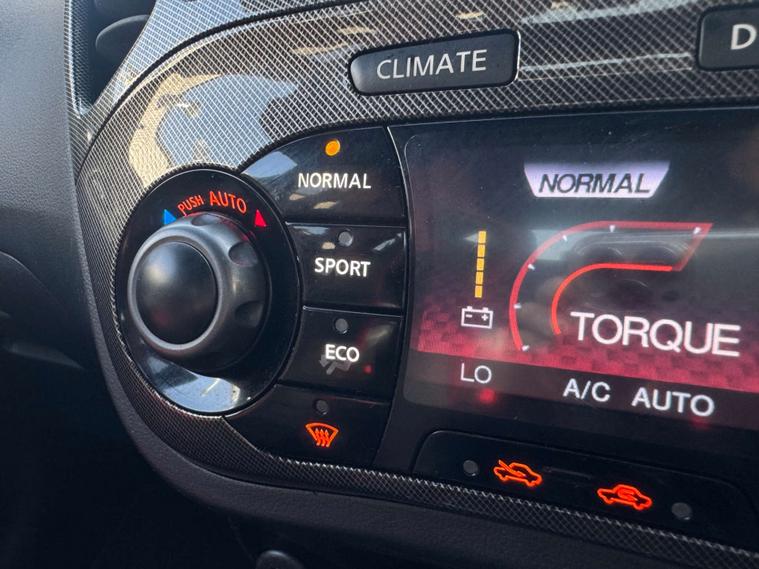 CLIMATE
D
NORMAL
NORMAL
PUSH AUTO
SPORT
ECO
TORQUE
LO
A/C AUTO